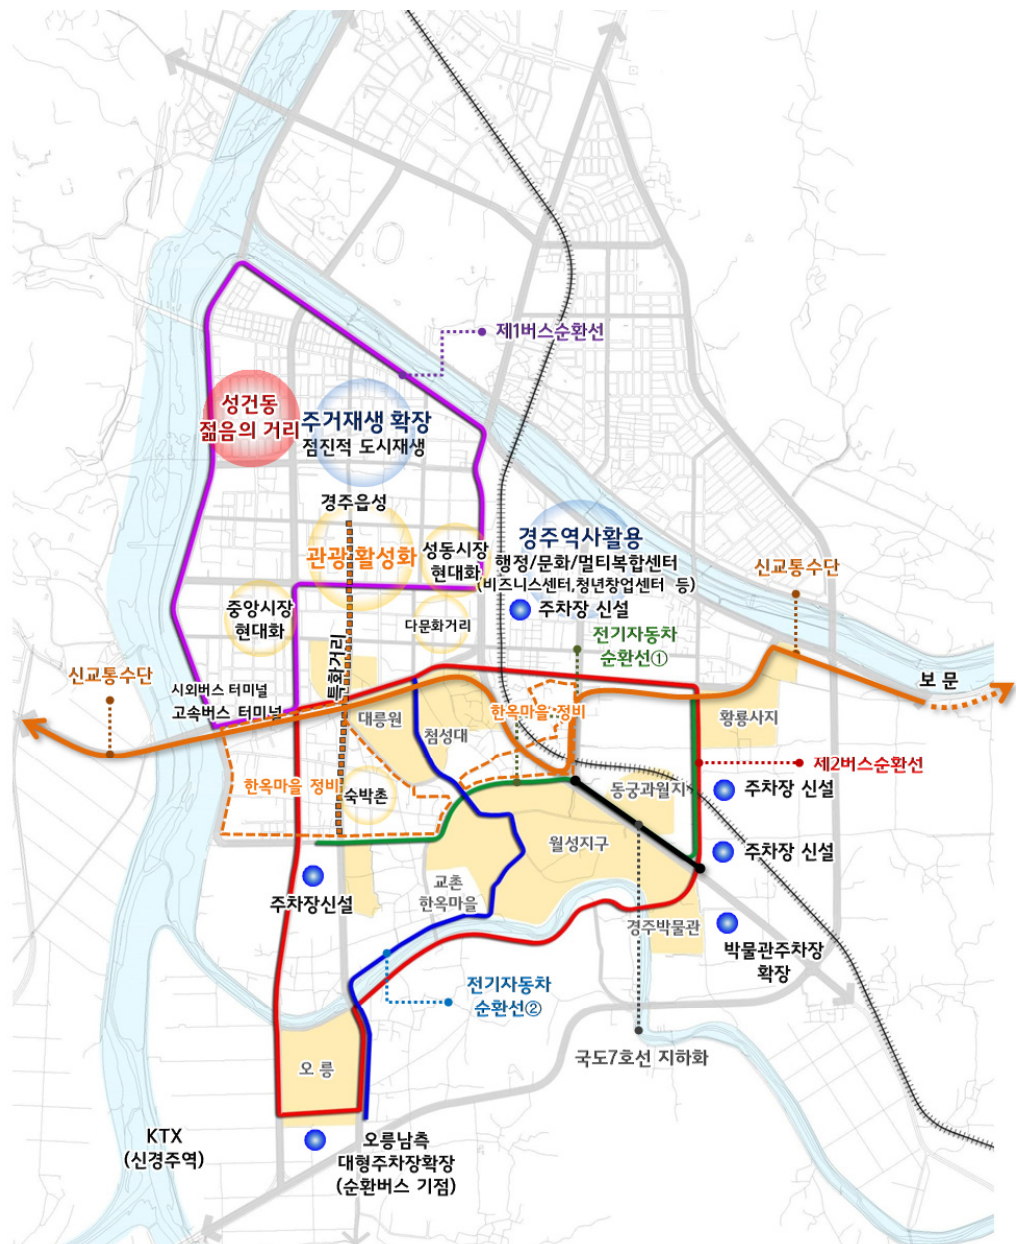 제1버스순환선
성건동
젊음의 거리
주거재생 확장
점진적 도시재생
경주읍성
관광 활성화
성동시장
현대화
경주역사활용
행정/문화/멀티복합센터
(비즈니스센터,청년창업센터 등)
주차장 신설
신교통수단
중앙시장
현대화
다문화거리
전기자동차
순환선①
특화거리
신교통수단
시외버스 터미널
고속버스 터미널
보 문
대릉원
첨성대
한옥마을 정비
황룡사지
제2버스순환선
한옥마을 정비
숙박촌
동궁과월지
주차장 신설
월성지구
주차장 신설
주차장신설
교촌
한옥마을
경주박물관
박물관주차장
확장
전기자동차
순환선②
국도7호선 지하화
오 릉
KTX
(신경주역)
오릉남측
대형주차장확장
(순환버스 기점)